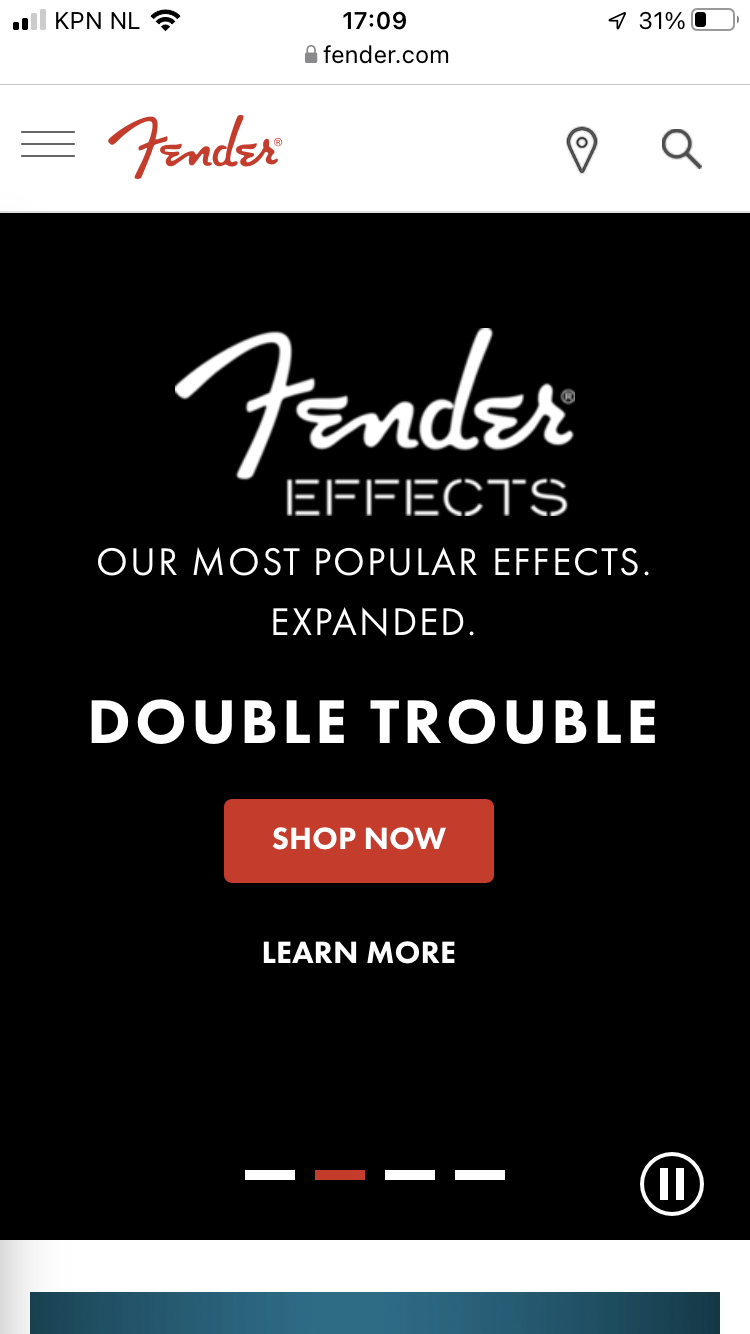 KPN NL 17:09 31%
fender.com
Fender®
Fender®
EFFECTS
OUR MOST POPULAR EFFECTS.
EXPANDED.
DOUBLE TROUBLE
SHOP NOW
LEARN MORE